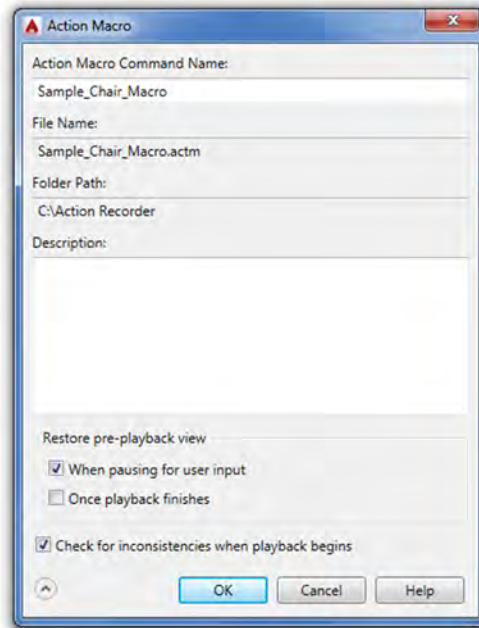 Action Macro
Action Macro Command Name:
Sample_Chair_Macro
File Name:
Sample_Chair_Macro.actm
Folder Path:
C:\Action Recorder
Description:
Restore pre-playback view
When pausing for user input
Once playback finishes
Check for inconsistencies when playback begins
OK Cancel Help